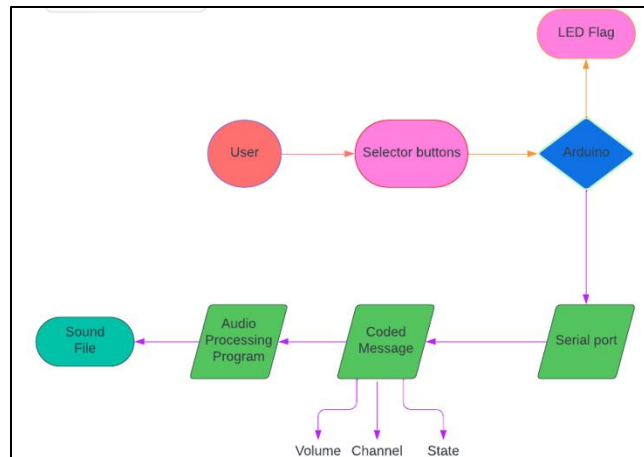 LED Flag
User
Selector buttons
Arduino
Sound
File
Audio
Processing
Program
Coded
Message
Serial port
Volume
Channel
State